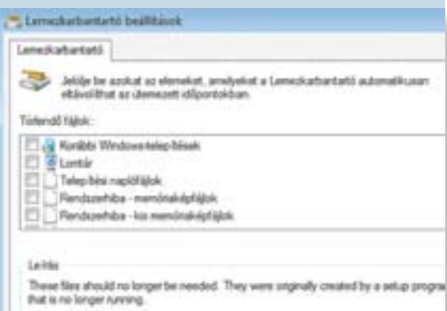 Lemezkarbantartó beállítások
Lemezkarbantartó
Jelölje be azokat az elemeket, amelyeket a Lemezkarbantartó automatikusan
eltávolíthat az ütemezett időpontokban.
Törlendő fájlok:
Korábbi Windows-telepítések
Lomtár
Telepítési naplófájlok
Rendszerhiba - memóriaképfájlok
Rendszerhiba - kis memóriaképfájlok
Leírás
These files should no longer be needed. They were originally created by a setup progra
that is no longer running.